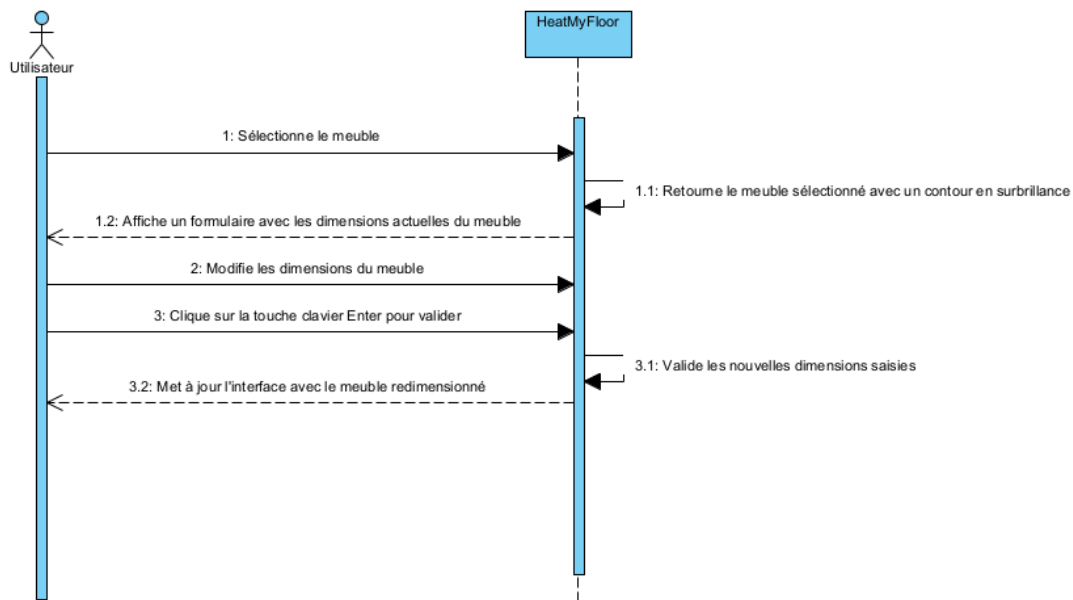 HeatMyFloor
Utilisateur
1: Sélectionne le meuble
1.1: Retourne le meuble sélectionné avec un contour en surbrillance
1.2: Affiche un formulaire avec les dimensions actuelles du meuble
2: Modifie les dimensions du meuble
3: Clique sur la touche clavier Enter pour valider
3.1: Valide les nouvelles dimensions saisies
3.2: Met à jour l'interface avec le meuble redimensionné